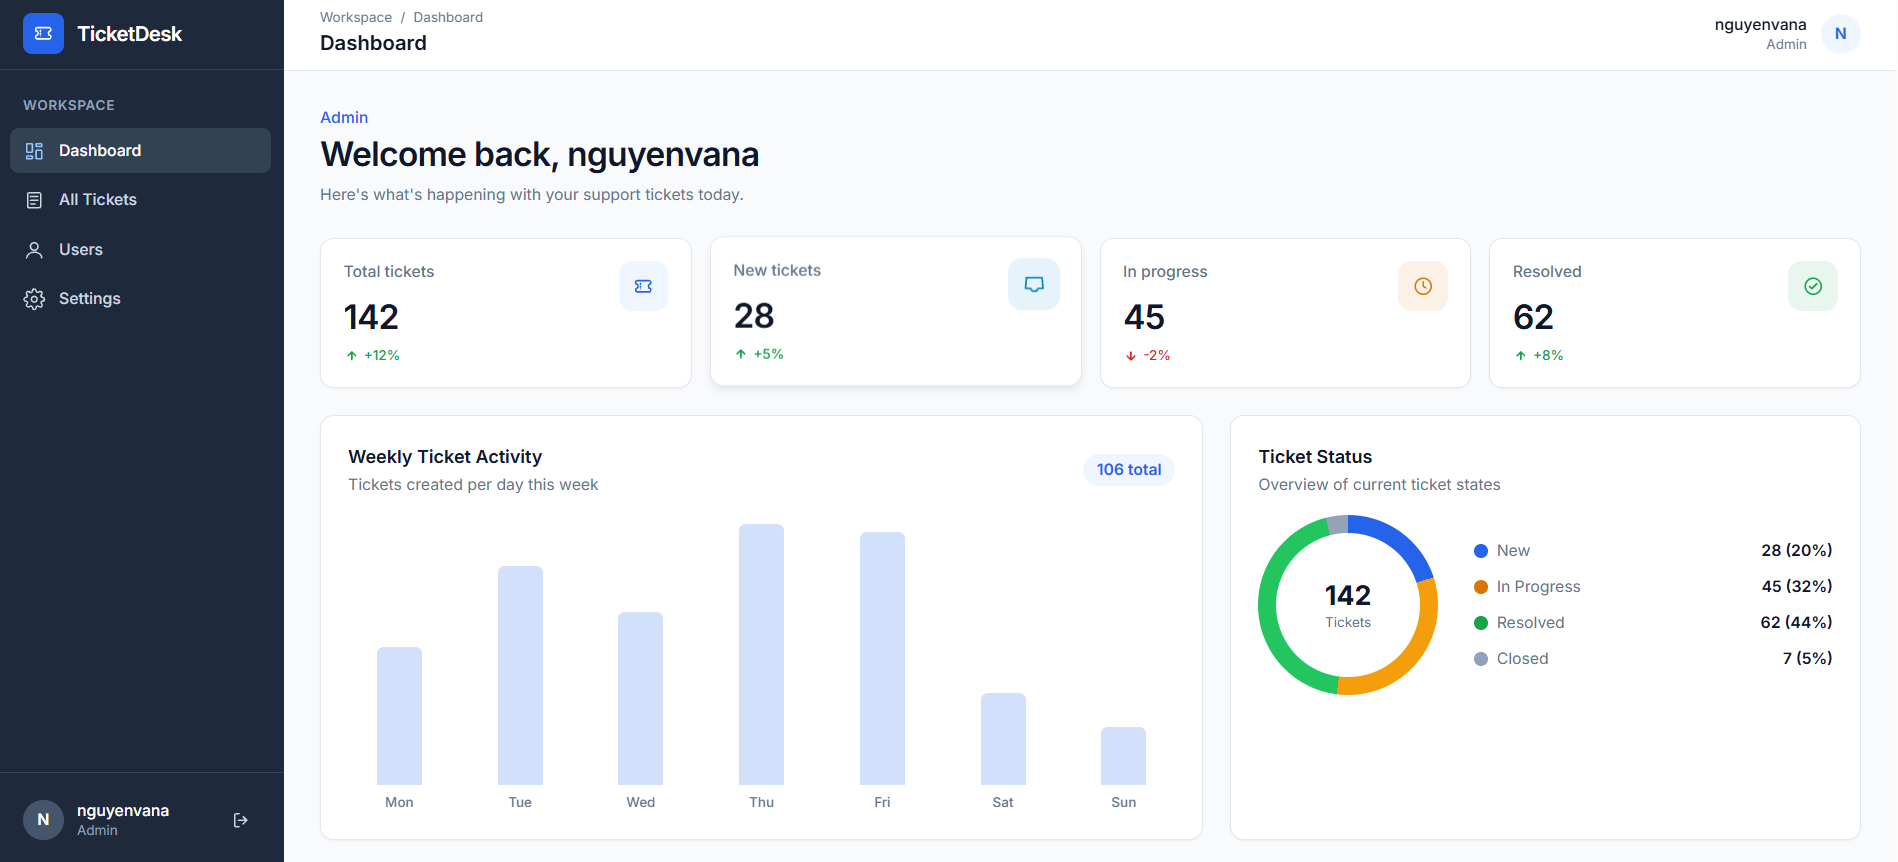 TicketDesk
WORKSPACE
Dashboard
All Tickets
Users
Settings
nguyenvana
Admin
N
Workspace / Dashboard
Dashboard
nguyenvana
Admin
N
Admin
Welcome back, nguyenvana
Here's what's happening with your support tickets today.
Total tickets
142
+12%
New tickets
28
+5%
In progress
45
-2%
Resolved
62
+8%
Weekly Ticket Activity
Tickets created per day this week
106 total
Mon
Tue
Wed
Thu
Fri
Sat
Sun
Ticket Status
Overview of current ticket states
142
Tickets
New 28 (20%)
In Progress 45 (32%)
Resolved 62 (44%)
Closed 7 (5%)